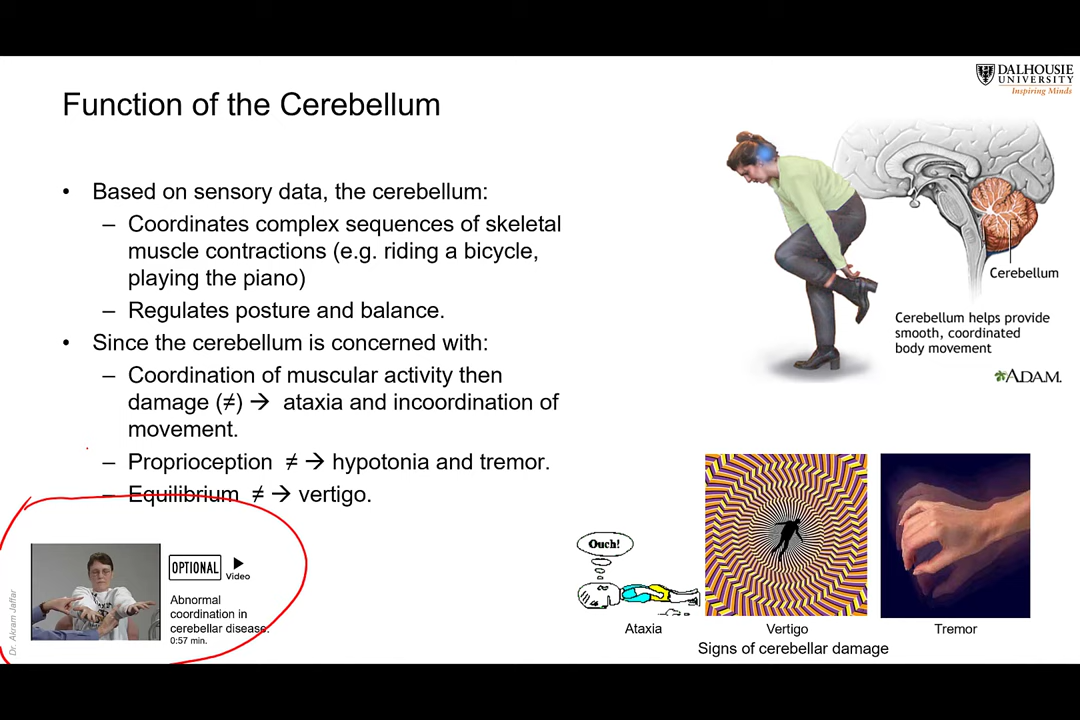 DALHOUSIE
UNIVERSITY
Inspiring Minds
Function of the Cerebellum
• Based on sensory data, the cerebellum:
– Coordinates complex sequences of skeletal
muscle contractions (e.g. riding a bicycle,
playing the piano)
– Regulates posture and balance.
• Since the cerebellum is concerned with:
– Coordination of muscular activity then
damage (≠) → ataxia and incoordination of
movement.
– Proprioception ≠ → hypotonia and tremor.
– Equilibrium ≠ → vertigo.
Cerebellum
Cerebellum helps provide
smooth, coordinated
body movement
ADAM.
OPTIONAL
Video
Abnormal
coordination in
cerebellar disease.
0:57 min.
Dr. Akram Jaffar
Ouch!
Ataxia
Vertigo
Tremor
Signs of cerebellar damage